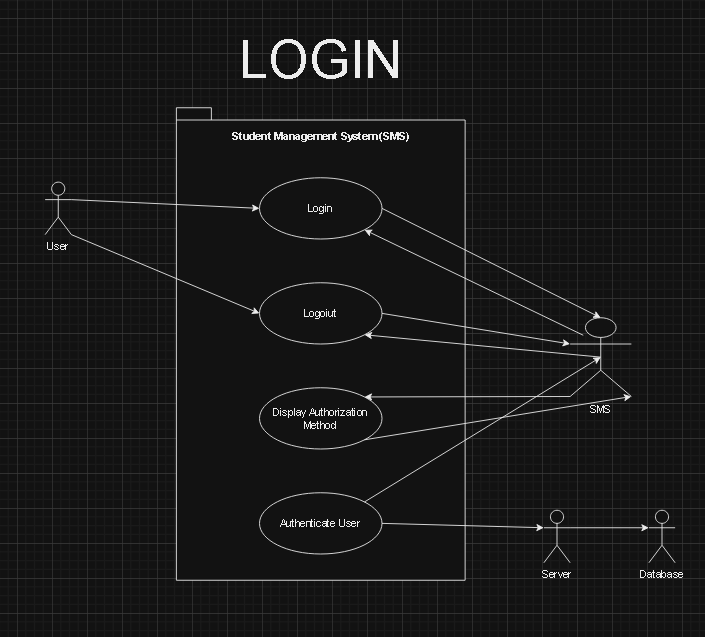 LOGIN
Student Management System(SMS)
Login
User
Logoiut
Display Authorization
Method
SMS
Authenticate User
Server
Database